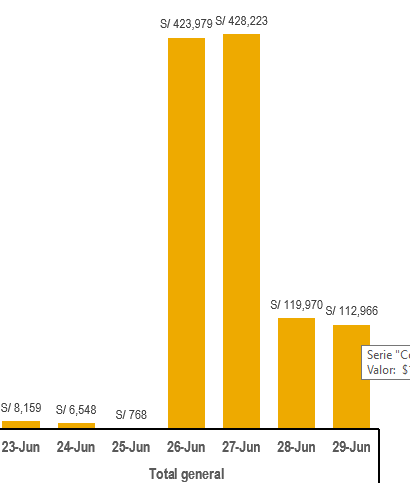 S/ 423,979 S/ 428,223
S/ 119,970 S/ 112,966
Serie "C
Valor: $
S/ 8,159 S/ 6,548 S/ 768
23-Jun 24-Jun 25-Jun 26-Jun 27-Jun 28-Jun 29-Jun
Total general